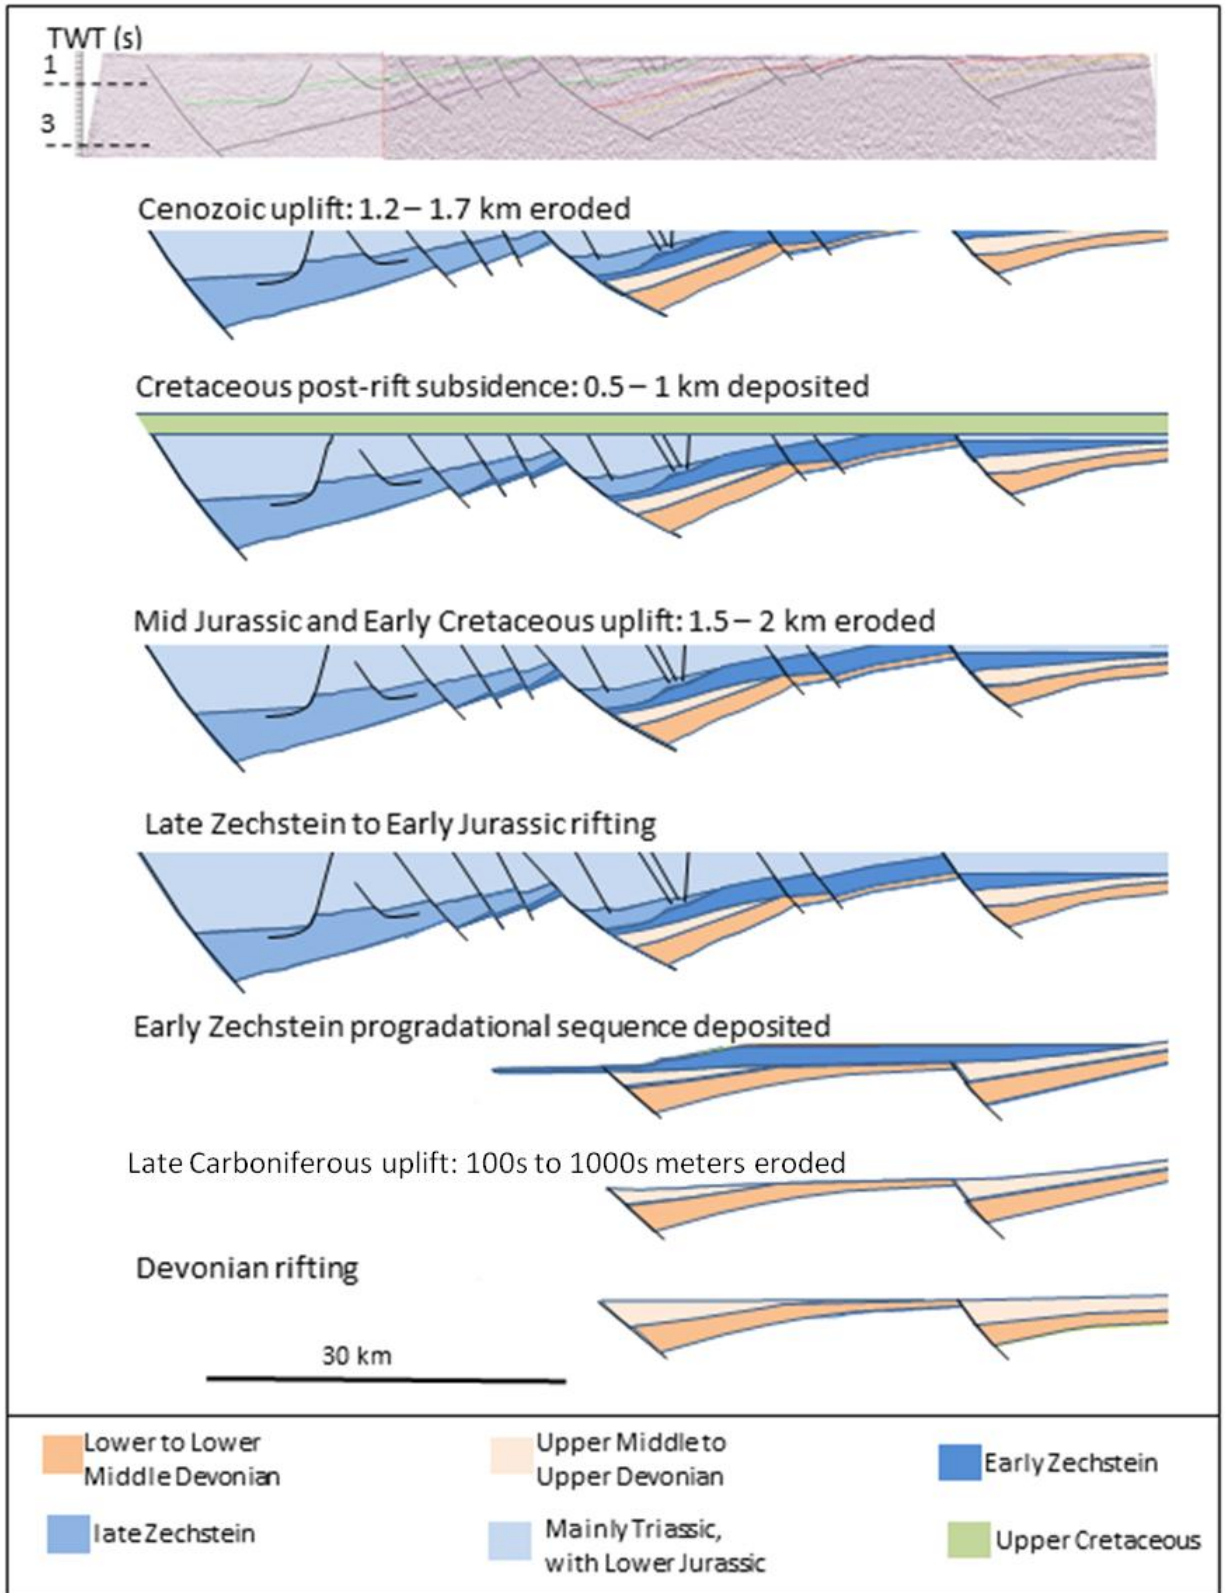 TWT (s)
1
3
Cenozoic uplift: 1.2 – 1.7 km eroded
Cretaceous post-rift subsidence: 0.5 – 1 km deposited
Mid Jurassic and Early Cretaceous uplift: 1.5 – 2 km eroded
Late Zechstein to Early Jurassic rifting
Early Zechstein progradational sequence deposited
Late Carboniferous uplift: 100s to 1000s meters eroded
Devonian rifting
30 km
Lower to Lower
Middle Devonian
Upper Middle to
Upper Devonian
Early Zechstein
late Zechstein
Mainly Triassic,
with Lower Jurassic
Upper Cretaceous